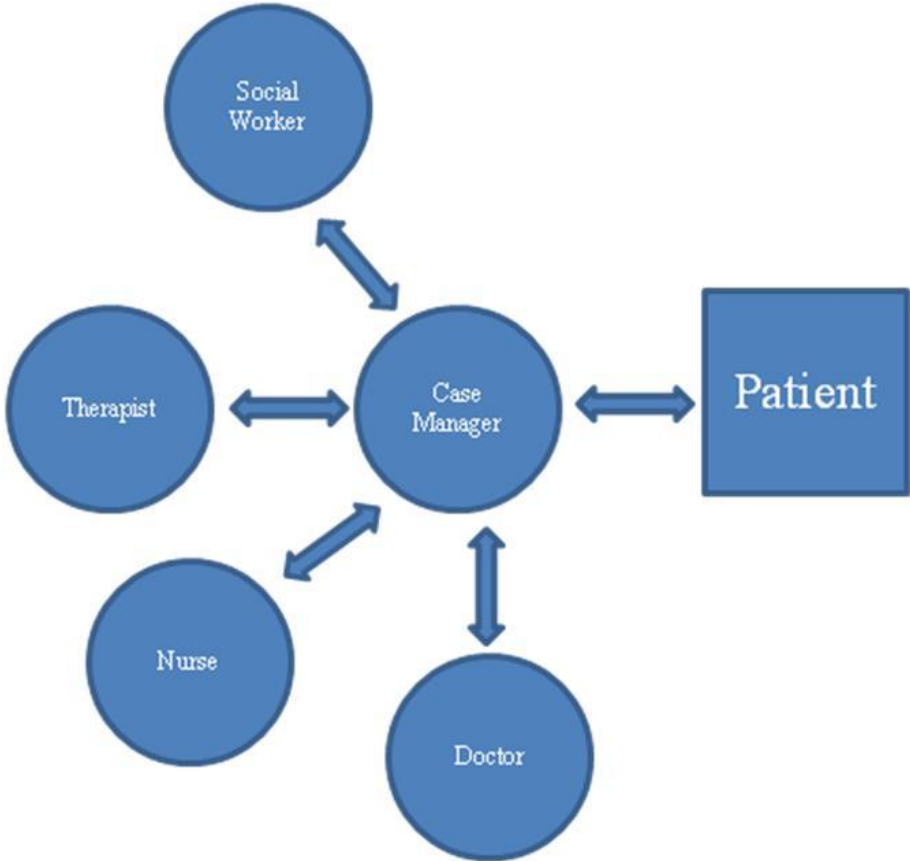 Social
Worker
Therapist
Case
Manager
Patient
Nurse
Doctor